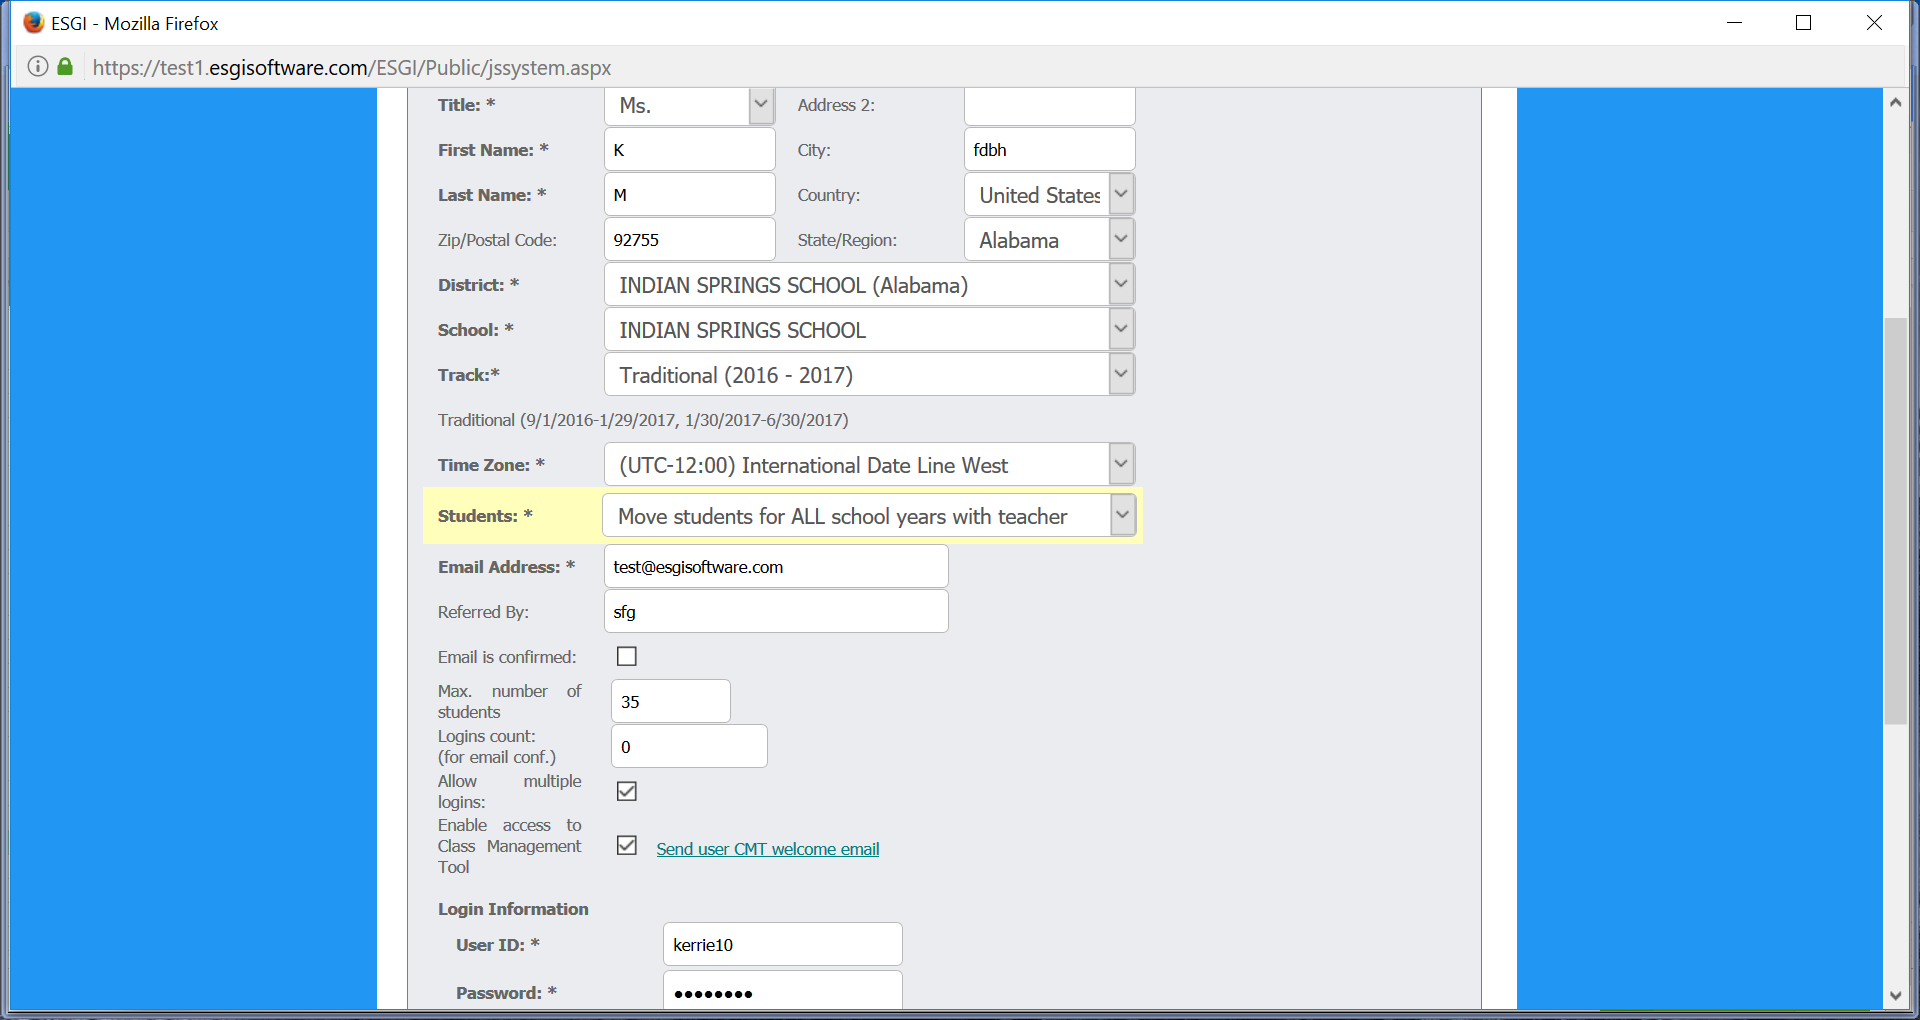 ESGI - Mozilla Firefox
https://test1.esgisoftware.com/ESGI/Public/jssystem.aspx
Title: * Ms. Address 2:
First Name: * K City: fdbh
Last Name: * M Country: United States
Zip/Postal Code: 92755 State/Region: Alabama
District: * INDIAN SPRINGS SCHOOL (Alabama)
School: * INDIAN SPRINGS SCHOOL
Track:* Traditional (2016 - 2017)
Traditional (9/1/2016-1/29/2017, 1/30/2017-6/30/2017)
Time Zone: * (UTC-12:00) International Date Line West
Students: * Move students for ALL school years with teacher
Email Address: * test@esgisoftware.com
Referred By: sfg
Email is confirmed:
Max. number of
students
35
Logins count:
(for email conf.)
0
Allow multiple
logins:
Enable access to
Class Management
Tool
Send user CMT welcome email
Login Information
User ID: * kerrie10
Password: * ●●●●●●●●